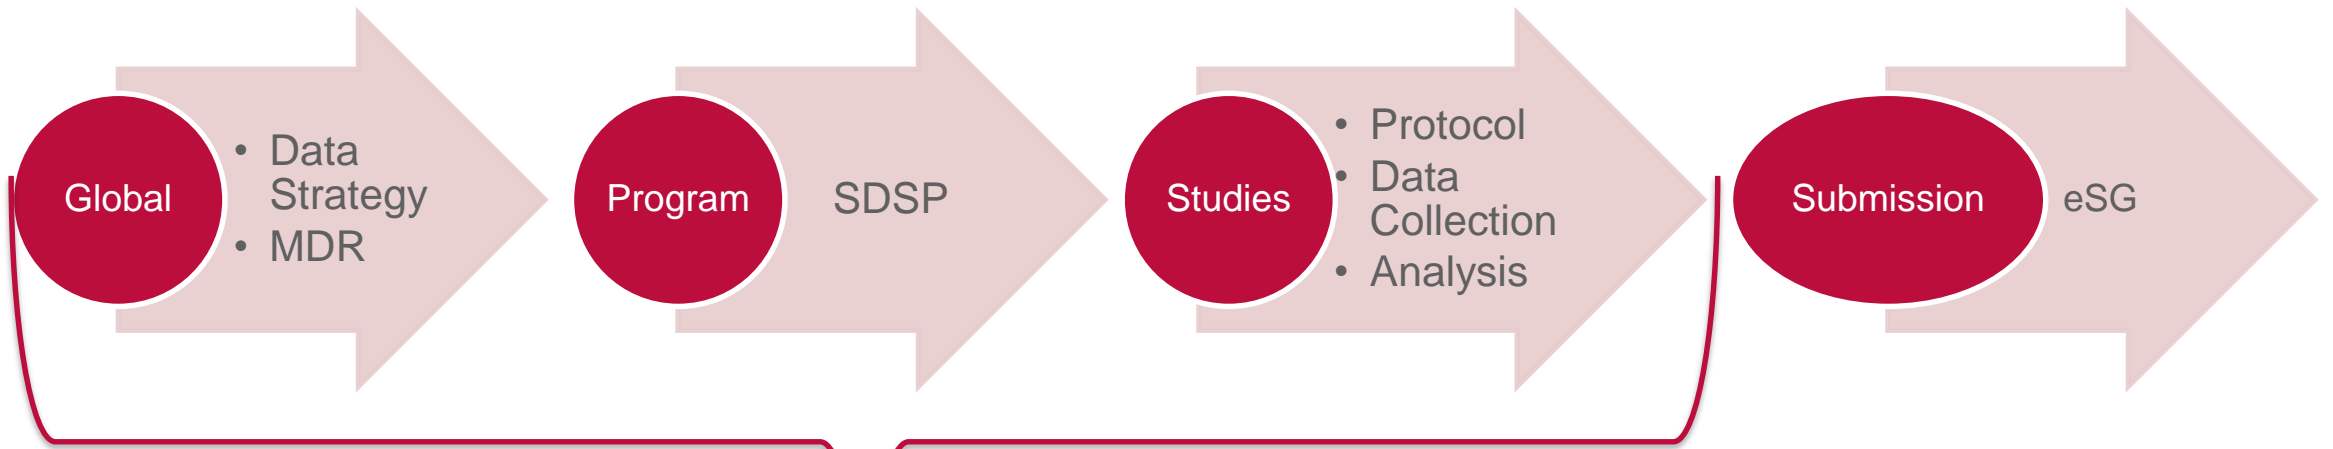 Global
• Data
Strategy
• MDR
Program
SDSP
Studies
• Protocol
• Data
Collection
• Analysis
Submission
eSG